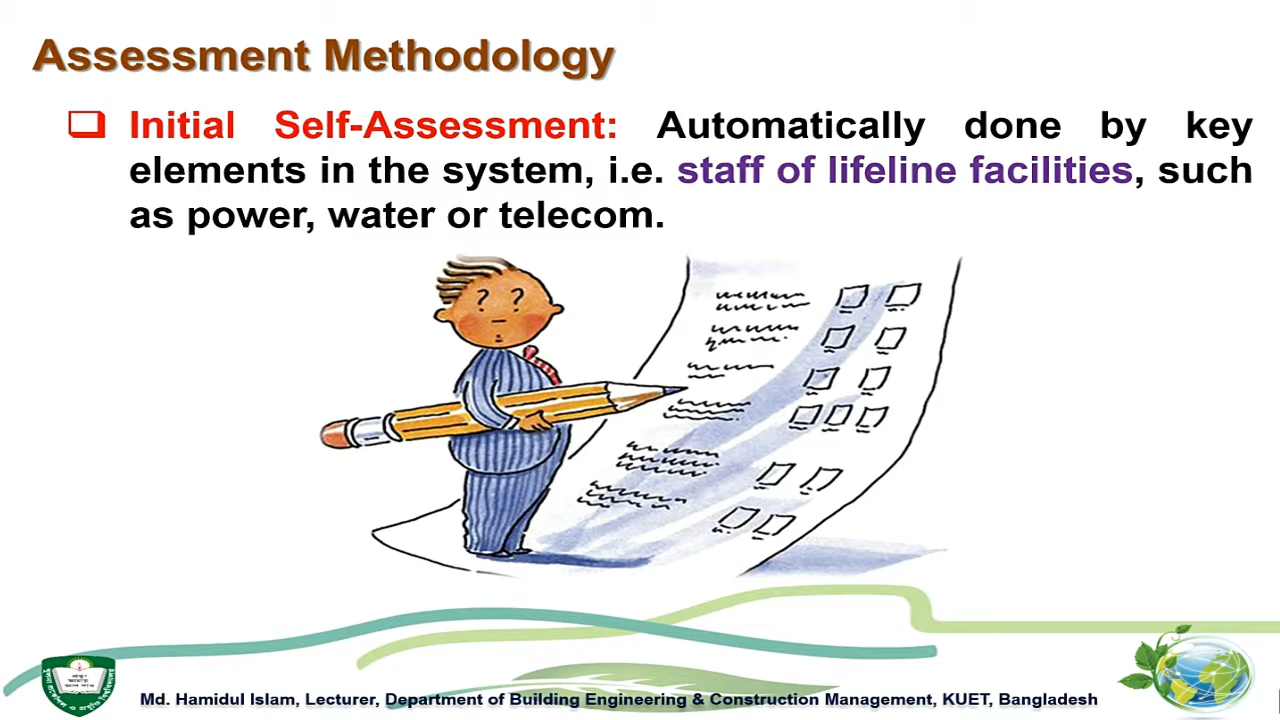 Assessment Methodology
❑ Initial Self-Assessment: Automatically done by key
elements in the system, i.e. staff of lifeline facilities, such
as power, water or telecom.
? ?
Md. Hamidul Islam, Lecturer, Department of Building Engineering & Construction Management, KUET, Bangladesh